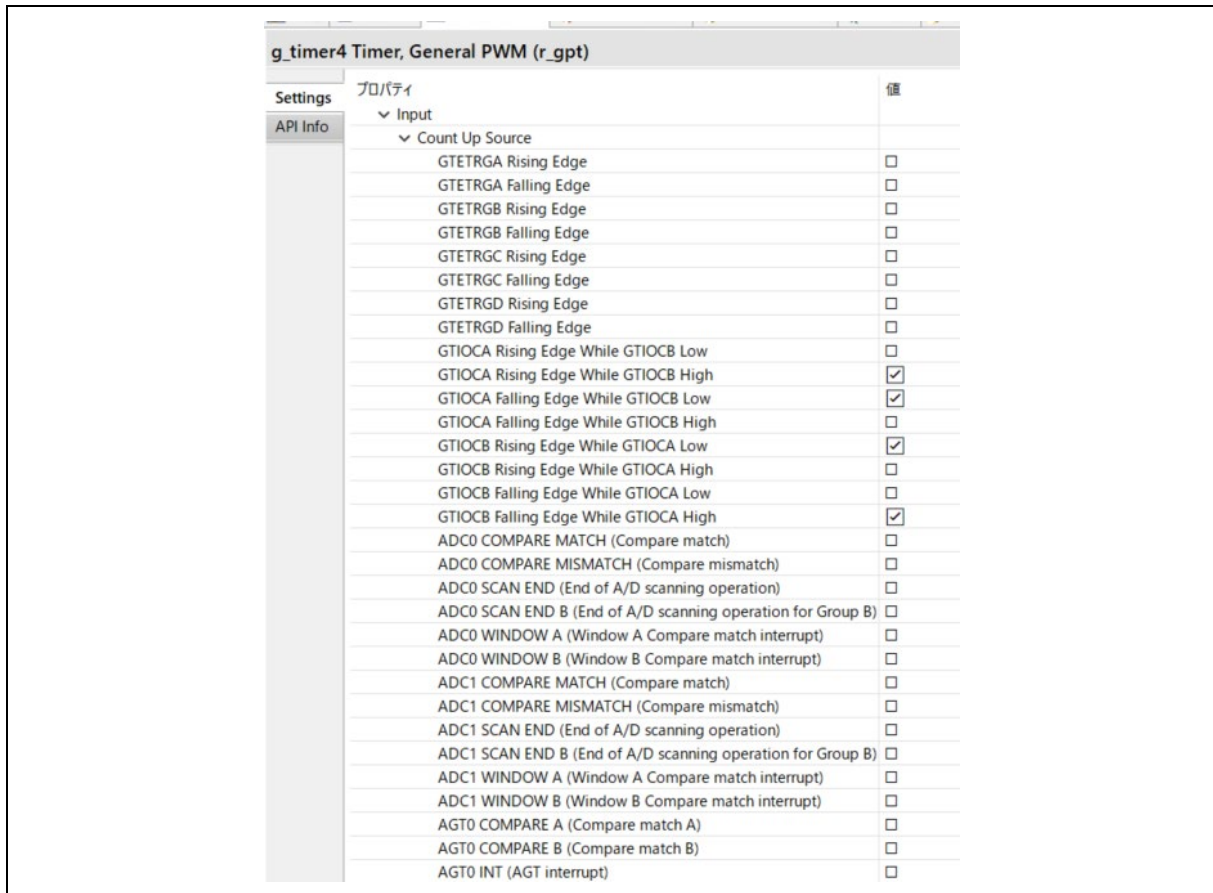 g_timer4 Timer, General PWM (r_gpt)
Settings
API Info
プロパティ 値
Input
Count Up Source
GTETRGA Rising Edge
GTETRGA Falling Edge
GTETRGB Rising Edge
GTETRGB Falling Edge
GTETRGC Rising Edge
GTETRGC Falling Edge
GTETRGD Rising Edge
GTETRGD Falling Edge
GTIOCA Rising Edge While GTIOCB Low
GTIOCA Rising Edge While GTIOCB High
GTIOCA Falling Edge While GTIOCB Low
GTIOCA Falling Edge While GTIOCB High
GTIOCB Rising Edge While GTIOCA Low
GTIOCB Rising Edge While GTIOCA High
GTIOCB Falling Edge While GTIOCA Low
GTIOCB Falling Edge While GTIOCA High
ADC0 COMPARE MATCH (Compare match)
ADC0 COMPARE MISMATCH (Compare mismatch)
ADC0 SCAN END (End of A/D scanning operation)
ADC0 SCAN END B (End of A/D scanning operation for Group B)
ADC0 WINDOW A (Window A Compare match interrupt)
ADC0 WINDOW B (Window B Compare match interrupt)
ADC1 COMPARE MATCH (Compare match)
ADC1 COMPARE MISMATCH (Compare mismatch)
ADC1 SCAN END (End of A/D scanning operation)
ADC1 SCAN END B (End of A/D scanning operation for Group B)
ADC1 WINDOW A (Window A Compare match interrupt)
ADC1 WINDOW B (Window B Compare match interrupt)
AGT0 COMPARE A (Compare match A)
AGT0 COMPARE B (Compare match B)
AGT0 INT (AGT interrupt)